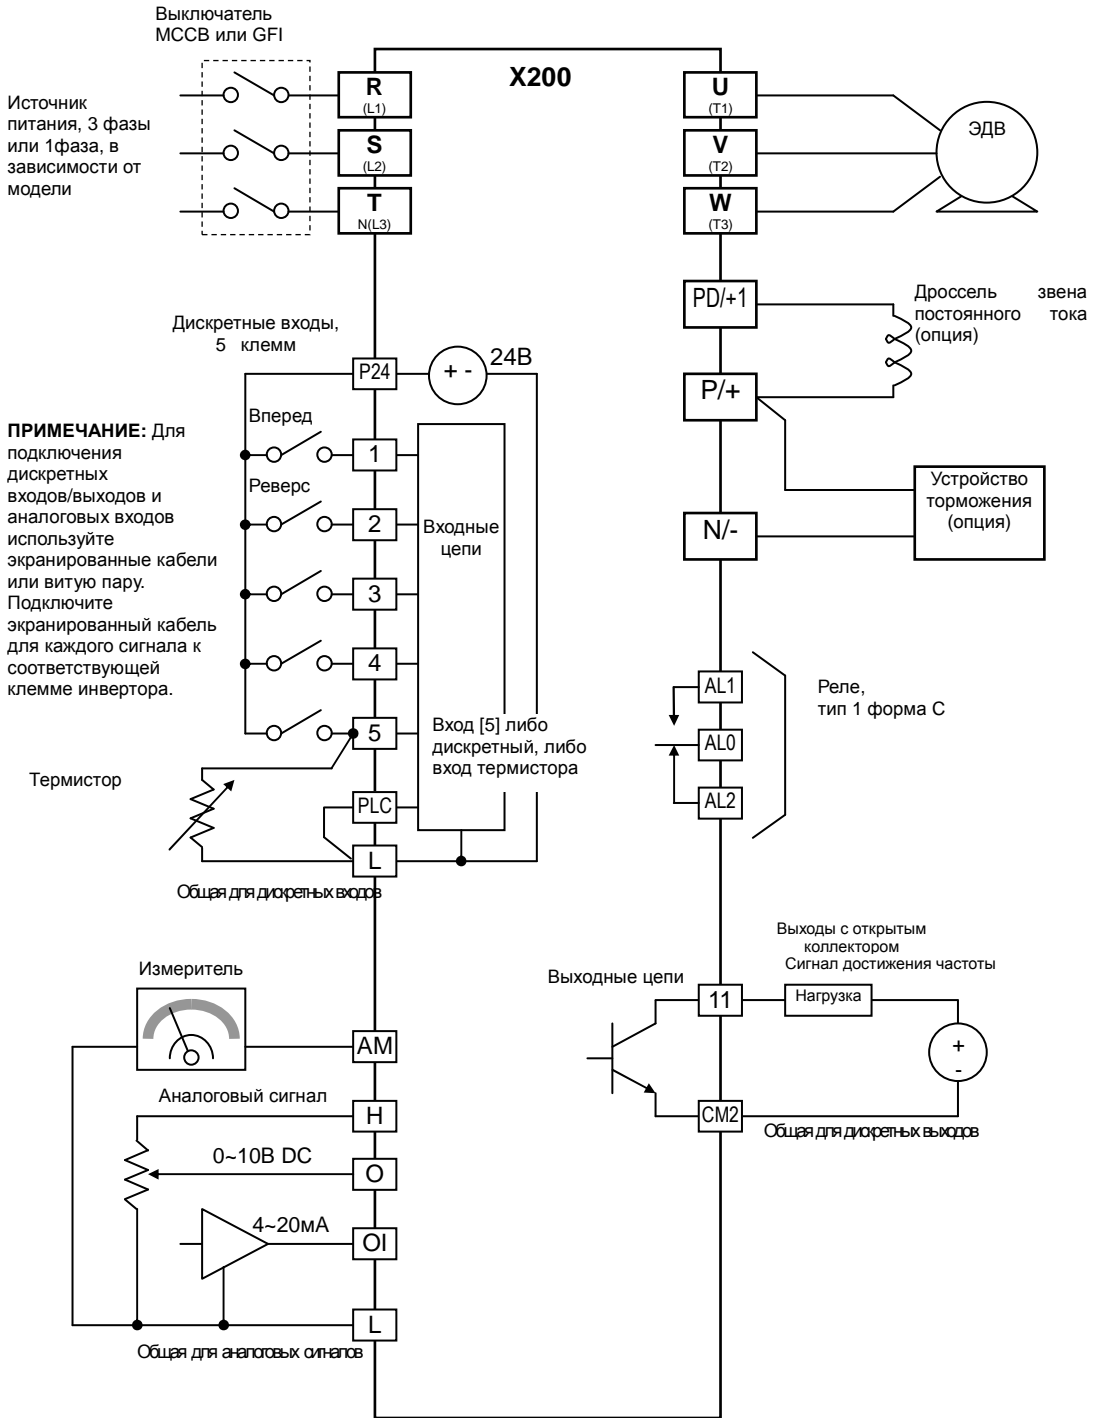 Выключатель
MCCB или GFI
X200
Источник
питания, 3 фазы
или 1фаза, в
зависимости от
модели
R
(L1)
S
(L2)
T
N(L3)
U
(T1)
V
(T2)
W
(T3)
ЭДВ
PD/+1
Дроссель звена
постоянного тока
(опция)
P/+
Устройство
торможения
(опция)
N/-
Дискретные входы,
5 клемм
P24
+ -
24В
ПРИМЕЧАНИЕ: Для
подключения
дискретных
входов/выходов и
аналоговых входов
используйте
экранированные кабели
или витую пару.
Подключите
экранированный кабель
для каждого сигнала к
соответствующей
клемме инвертора.
Вперед
1
Реверс
2
Входные
цепи
3
4
5
Вход [5] либо
дискретный, либо
вход термистора
Термистор
PLC
L
Общая для дискретных входов
AL1
AL0
AL2
Реле,
тип 1 форма C
Выходы с открытым
коллектором
Сигнал достижения частоты
Выходные цепи
11
Нагрузка
+
-
CM2
Общая для дискретных выходов
Измеритель
AM
Аналоговый сигнал
H
0~10В DC
O
4~20мА
OI
L
Общая для аналоговых сигналов